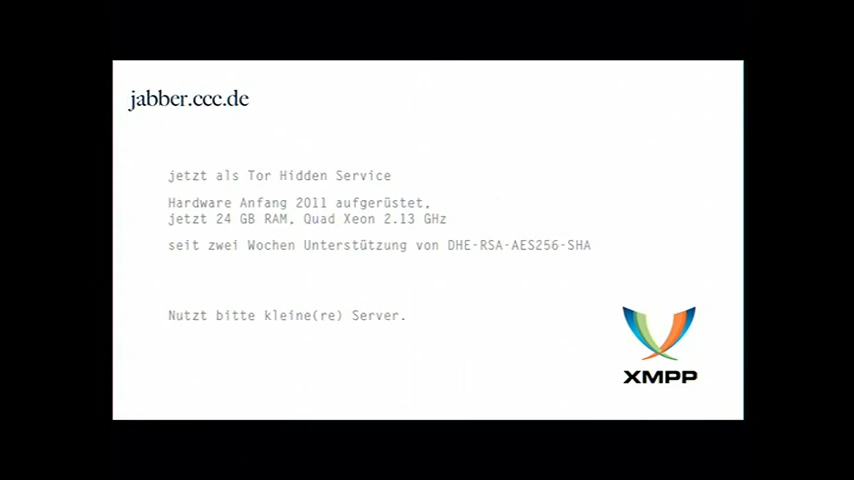 jabber.ccc.de
jetzt als Tor Hidden Service
Hardware Anfang 2011 aufgerüstet,
jetzt 24 GB RAM, Quad Xeon 2.13 GHz
seit zwei Wochen Unterstützung von DHE-RSA-AES256-SHA
Nutzt bitte kleine(re) Server.
XMPP